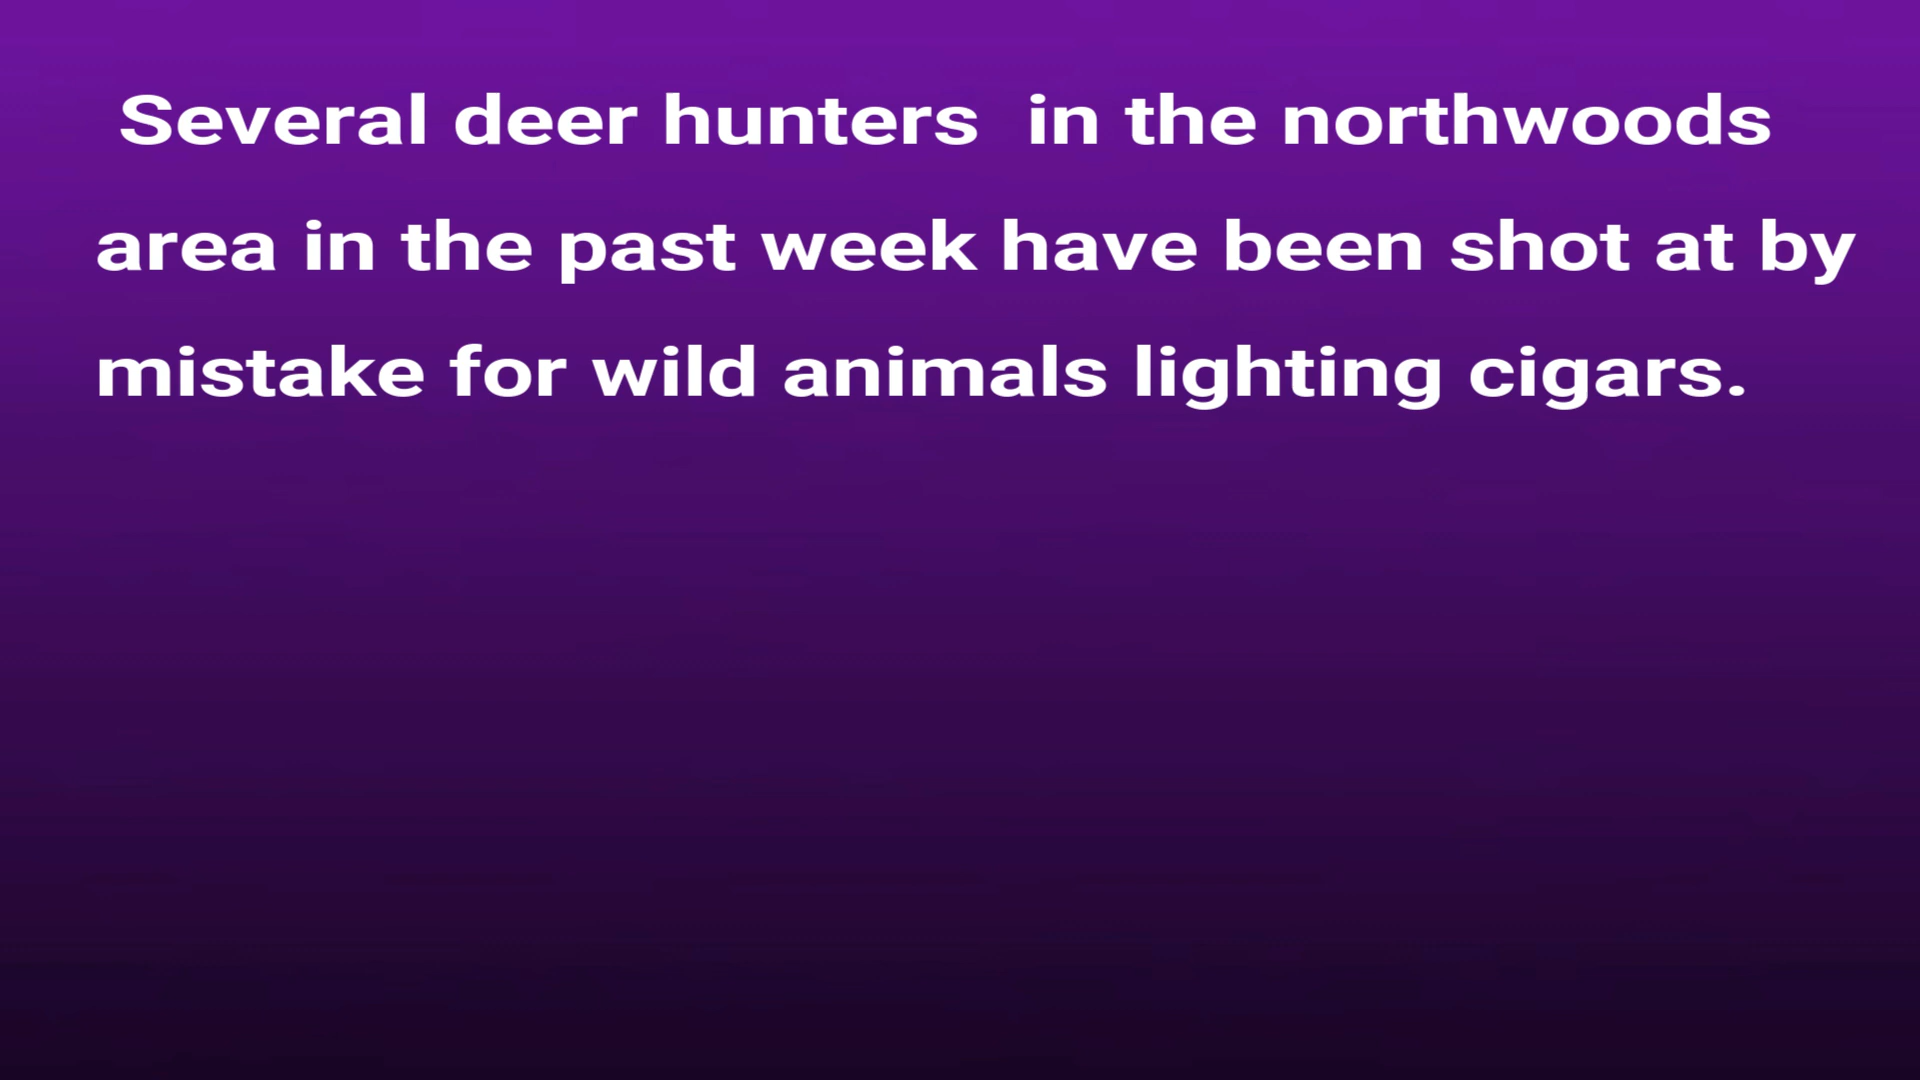 Several deer hunters  in the northwoods
area in the past week have been shot at by
mistake for wild animals lighting cigars.